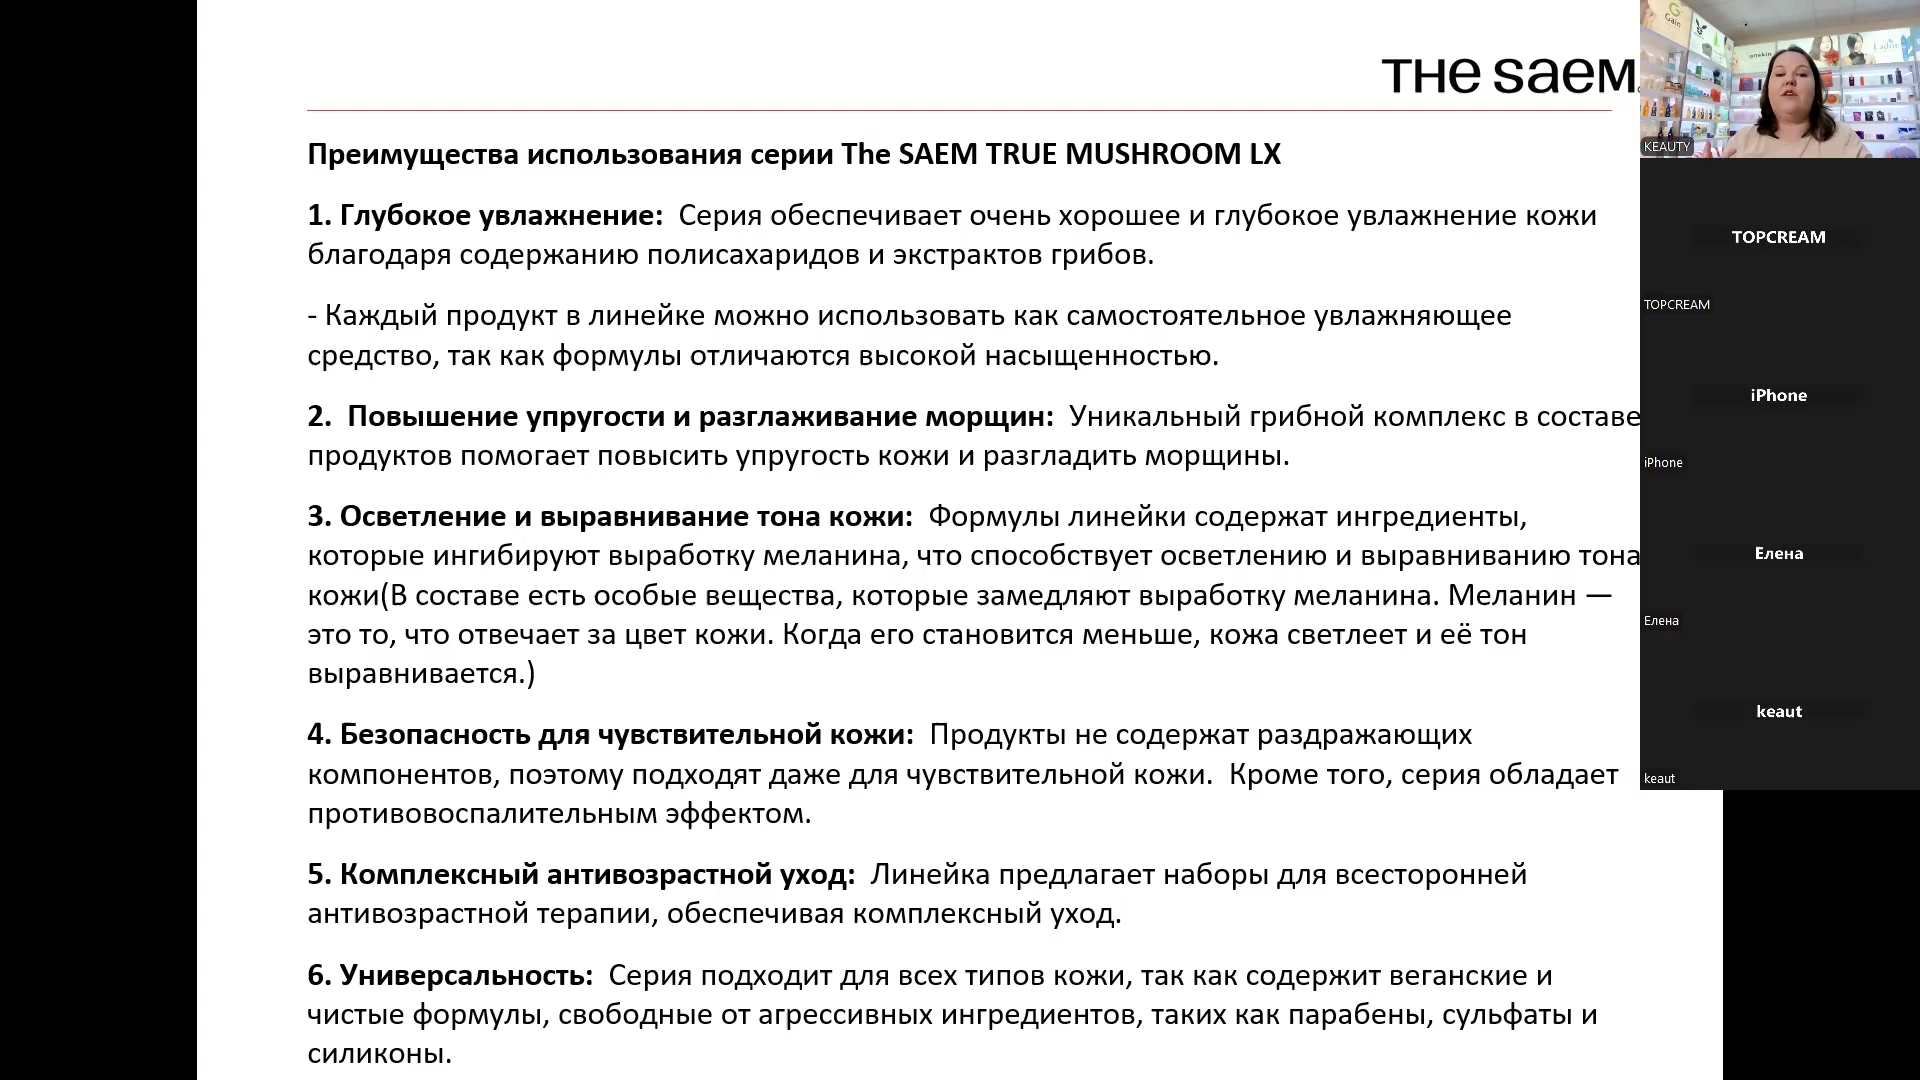 THE SAEM.
Преимущества использования серии The SAEM TRUE MUSHROOM LX
1. Глубокое увлажнение: Серия обеспечивает очень хорошее и глубокое увлажнение кожи
благодаря содержанию полисахаридов и экстрактов грибов.
- Каждый продукт в линейке можно использовать как самостоятельное увлажняющее
средство, так как формулы отличаются высокой насыщенностью.
2. Повышение упругости и разглаживание морщин: Уникальный грибной комплекс в составе
продуктов помогает повысить упругость кожи и разгладить морщины.
3. Осветление и выравнивание тона кожи: Формулы линейки содержат ингредиенты,
которые ингибируют выработку меланина, что способствует осветлению и выравниванию тона
кожи(В составе есть особые вещества, которые замедляют выработку меланина. Меланин —
это то, что отвечает за цвет кожи. Когда его становится меньше, кожа светлеет и её тон
выравнивается.)
4. Безопасность для чувствительной кожи: Продукты не содержат раздражающих
компонентов, поэтому подходят даже для чувствительной кожи. Кроме того, серия обладает
противовоспалительным эффектом.
5. Комплексный антивозрастной уход: Линейка предлагает наборы для всесторонней
антивозрастной терапии, обеспечивая комплексный уход.
6. Универсальность: Серия подходит для всех типов кожи, так как содержит веганские и
чистые формулы, свободные от агрессивных ингредиентов, таких как парабены, сульфаты и
силиконы.
Gain
Lador
KEAUTY
TOPCREAM
TOPCREAM
iPhone
iPhone
Елена
Елена
keaut
keaut